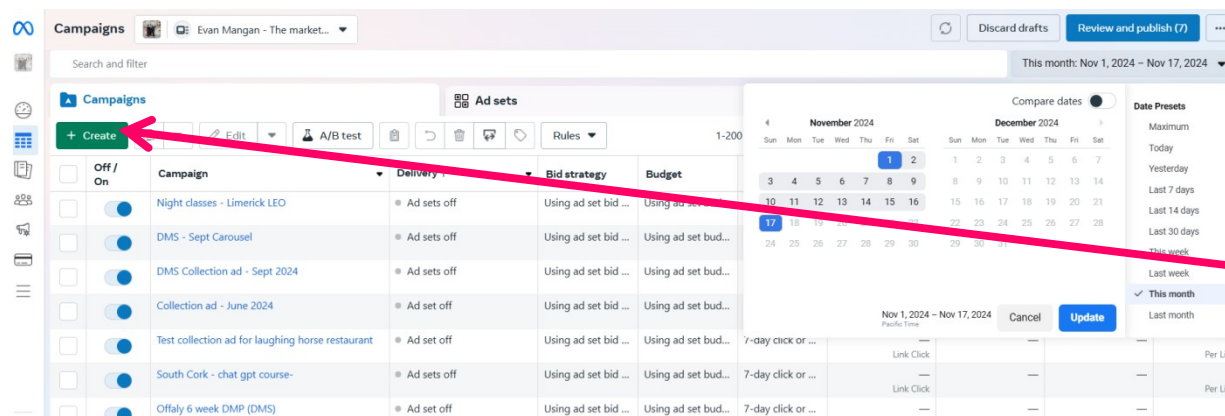 Campaigns
Evan Mangan - The market...
Discard drafts
Review and publish (7)
Search and filter
This month: Nov 1, 2024 – Nov 17, 2024
Campaigns
Ad sets
+ Create
Edit
A/B test
Rules
1-200
Off / On
Campaign
Delivery
Bid strategy
Budget
Night classes - Limerick LEO
Ad sets off
Using ad set bid ...
Using ad set
DMS - Sept Carousel
Ad sets off
Using ad set bid ...
Using ad set bud...
DMS Collection ad - Sept 2024
Ad set off
Using ad set bid ...
Using ad set bud...
Collection ad - June 2024
Ad set off
Using ad set bid ...
Using ad set bud...
Test collection ad for laughing horse restaurant
Ad set off
Using ad set bid ...
Using ad set bud...
7-day click or ...
—
Link Click
—
—
Per Li
South Cork - chat gpt course-
Ad sets off
Using ad set bid ...
Using ad set bud...
7-day click or ...
—
Link Click
—
—
Per Li
Offaly 6 week DMP (DMS)
Ad set off
Using ad set bid ...
Using ad set bud...
7-day click or ...
—
—
—
Compare dates
November 2024
Sun Mon Tue Wed Thu Fri Sat
1 2
3 4 5 6 7 8 9
10 11 12 13 14 15 16
17 18 19 22 23
24 25 26 27 28 29 30
December 2024
Sun Mon Tue Wed Thu Fri Sat
1 2 3 4 5 6 7
8 9 10 11 12 13 14
15 16 17 18 19 20 21
22 23 24 25 26 27 28
29 30 31
Nov 1, 2024 – Nov 17, 2024
Pacific Time
Cancel
Update
Date Presets
Maximum
Today
Yesterday
Last 7 days
Last 14 days
Last 30 days
This week
Last week
This month
Last month